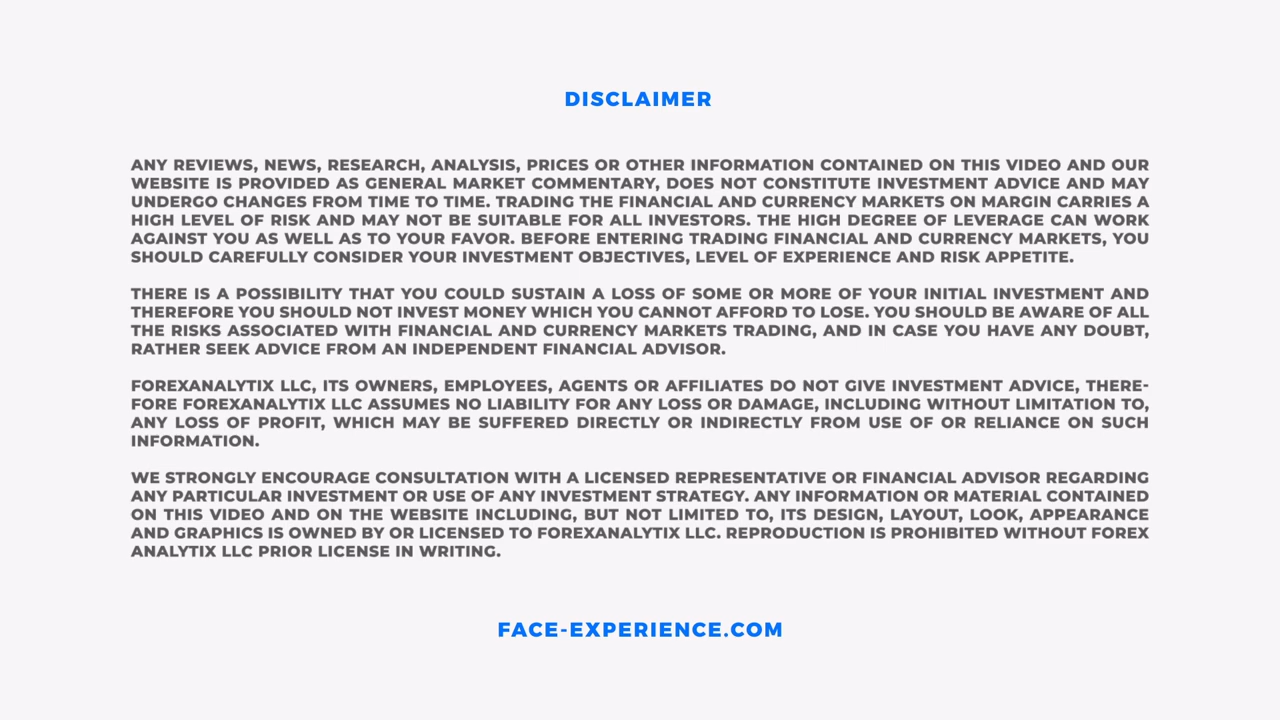 DISCLAIMER
ANY REVIEWS, NEWS, RESEARCH, ANALYSIS, PRICES OR OTHER INFORMATION CONTAINED ON THIS VIDEO AND OUR
WEBSITE IS PROVIDED AS GENERAL MARKET COMMENTARY, DOES NOT CONSTITUTE INVESTMENT ADVICE AND MAY
UNDERGO CHANGES FROM TIME TO TIME. TRADING THE FINANCIAL AND CURRENCY MARKETS ON MARGIN CARRIES A
HIGH LEVEL OF RISK AND MAY NOT BE SUITABLE FOR ALL INVESTORS. THE HIGH DEGREE OF LEVERAGE CAN WORK
AGAINST YOU AS WELL AS TO YOUR FAVOR. BEFORE ENTERING TRADING FINANCIAL AND CURRENCY MARKETS, YOU
SHOULD CAREFULLY CONSIDER YOUR INVESTMENT OBJECTIVES, LEVEL OF EXPERIENCE AND RISK APPETITE.
THERE IS A POSSIBILITY THAT YOU COULD SUSTAIN A LOSS OF SOME OR MORE OF YOUR INITIAL INVESTMENT AND
THEREFORE YOU SHOULD NOT INVEST MONEY WHICH YOU CANNOT AFFORD TO LOSE. YOU SHOULD BE AWARE OF ALL
THE RISKS ASSOCIATED WITH FINANCIAL AND CURRENCY MARKETS TRADING, AND IN CASE YOU HAVE ANY DOUBT,
RATHER SEEK ADVICE FROM AN INDEPENDENT FINANCIAL ADVISOR.
FOREXANALYTIX LLC, ITS OWNERS, EMPLOYEES, AGENTS OR AFFILIATES DO NOT GIVE INVESTMENT ADVICE, THERE-
FORE FOREXANALYTIX LLC ASSUMES NO LIABILITY FOR ANY LOSS OR DAMAGE, INCLUDING WITHOUT LIMITATION TO,
ANY LOSS OF PROFIT, WHICH MAY BE SUFFERED DIRECTLY OR INDIRECTLY FROM USE OF OR RELIANCE ON SUCH
INFORMATION.
WE STRONGLY ENCOURAGE CONSULTATION WITH A LICENSED REPRESENTATIVE OR FINANCIAL ADVISOR REGARDING
ANY PARTICULAR INVESTMENT OR USE OF ANY INVESTMENT STRATEGY. ANY INFORMATION OR MATERIAL CONTAINED
ON THIS VIDEO AND ON THE WEBSITE INCLUDING, BUT NOT LIMITED TO, ITS DESIGN, LAYOUT, LOOK, APPEARANCE
AND GRAPHICS IS OWNED BY OR LICENSED TO FOREXANALYTIX LLC. REPRODUCTION IS PROHIBITED WITHOUT FOREX
ANALYTIX LLC PRIOR LICENSE IN WRITING.
FACE-EXPERIENCE.COM